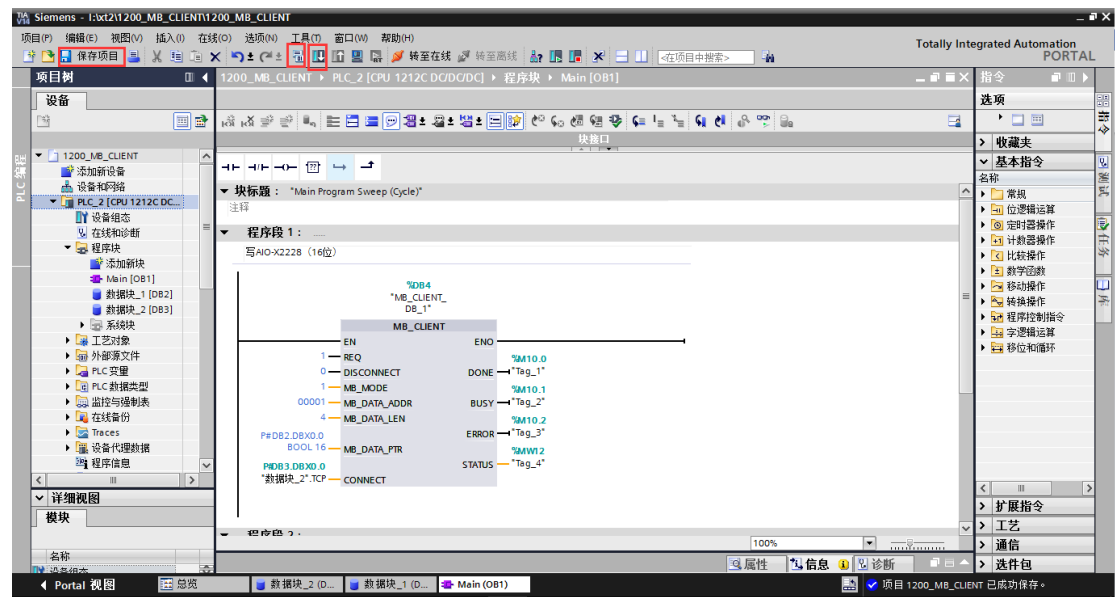 Siemens - I:\xt2\1200_MB_CLIENT\1200_MB_CLIENT
项目(P) 编辑(E) 视图(V) 插入(I) 在线(O) 选项(N) 工具(T) 窗口(W) 帮助(H)
Totally Integrated Automation
PORTAL
保存项目 转至在线 转至离线 <在项目中搜索>
项目树
1200_MB_CLIENT PLC_2 [CPU 1212C DC/DC/DC] 程序块 Main [OB1]
指令
设备
选项
块接口
收藏夹
基本指令
名称
常规
位逻辑运算
定时器操作
计数器操作
比较操作
数学函数
移动操作
转换操作
程序控制指令
字逻辑运算
移位和循环
扩展指令
工艺
通信
选件包
PLC 编程
1200_MB_CLIENT
添加新设备
设备和网络
PLC_2 [CPU 1212C DC...
设备组态
在线和诊断
程序块
添加新块
Main [OB1]
数据块_1 [DB2]
数据块_2 [DB3]
系统块
工艺对象
外部源文件
PLC 变量
PLC 数据类型
监控与强制表
在线备份
Traces
设备代理数据
程序信息
详细视图
模块
名称
设备组态
块标题： "Main Program Sweep (Cycle)"
注释
程序段 1： .....
写AIO-X2228（16位）
%DB4
"MB_CLIENT_
DB_1"
MB_CLIENT
EN ENO
1 REQ
%M10.0
0 DISCONNECT DONE "Tag_1"
1 MB_MODE
%M10.1
00001 MB_DATA_ADDR BUSY "Tag_2"
4 MB_DATA_LEN
%M10.2
ERROR "Tag_3"
P#DB2.DBX0.0
BOOL 16 MB_DATA_PTR
%MW12
STATUS "Tag_4"
P#DB3.DBX0.0
"数据块_2".TCP CONNECT
程序段 2：
100%
属性 信息 诊断
Portal 视图 总览 数据块_2 (D... 数据块_1 (D... Main (OB1)
项目 1200_MB_CLIENT 已成功保存。